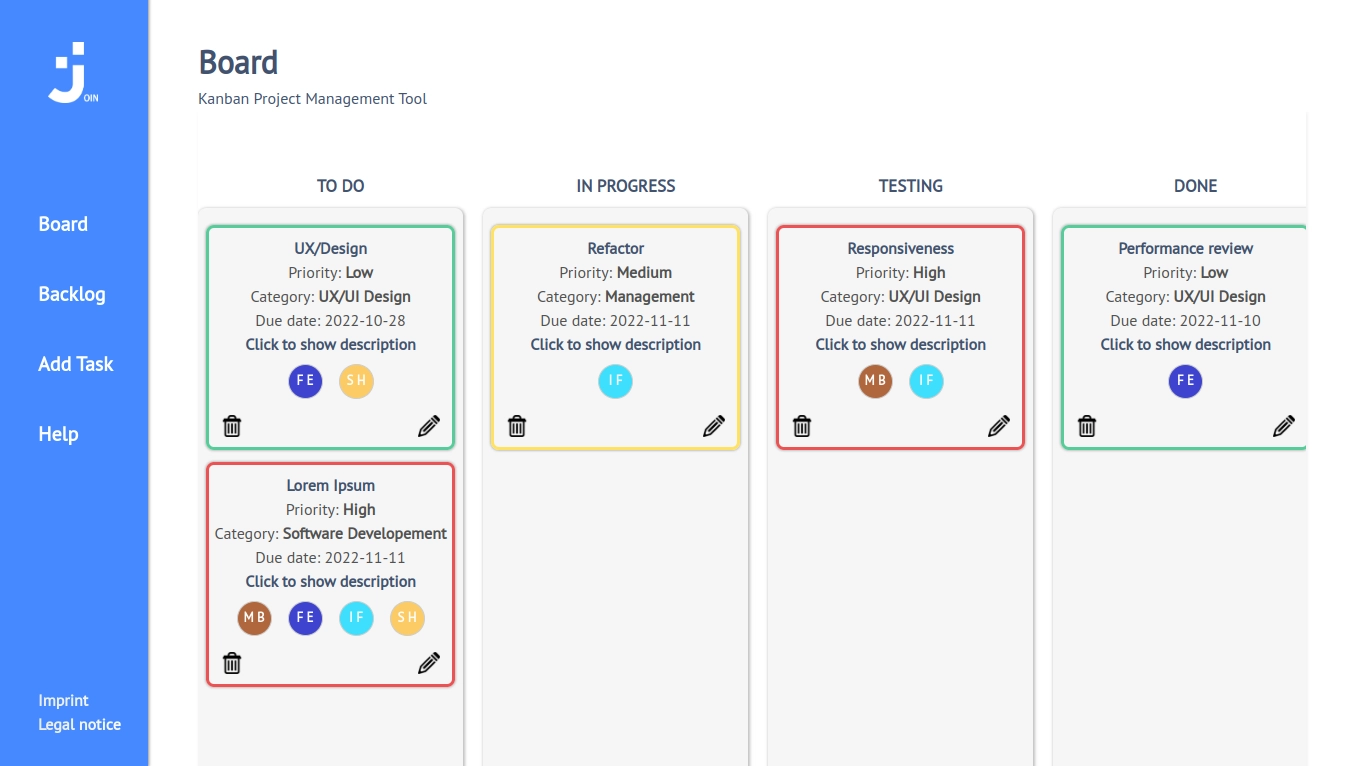 OIN
Board
Backlog
Add Task
Help
Imprint
Legal notice
Board
Kanban Project Management Tool
TO DO
UX/Design
Priority: Low
Category: UX/UI Design
Due date: 2022-10-28
Click to show description
FE SH
Lorem Ipsum
Priority: High
Category: Software Developement
Due date: 2022-11-11
Click to show description
MB FE IF SH
IN PROGRESS
Refactor
Priority: Medium
Category: Management
Due date: 2022-11-11
Click to show description
IF
TESTING
Responsiveness
Priority: High
Category: UX/UI Design
Due date: 2022-11-11
Click to show description
MB IF
DONE
Performance review
Priority: Low
Category: UX/UI Design
Due date: 2022-11-10
Click to show description
FE